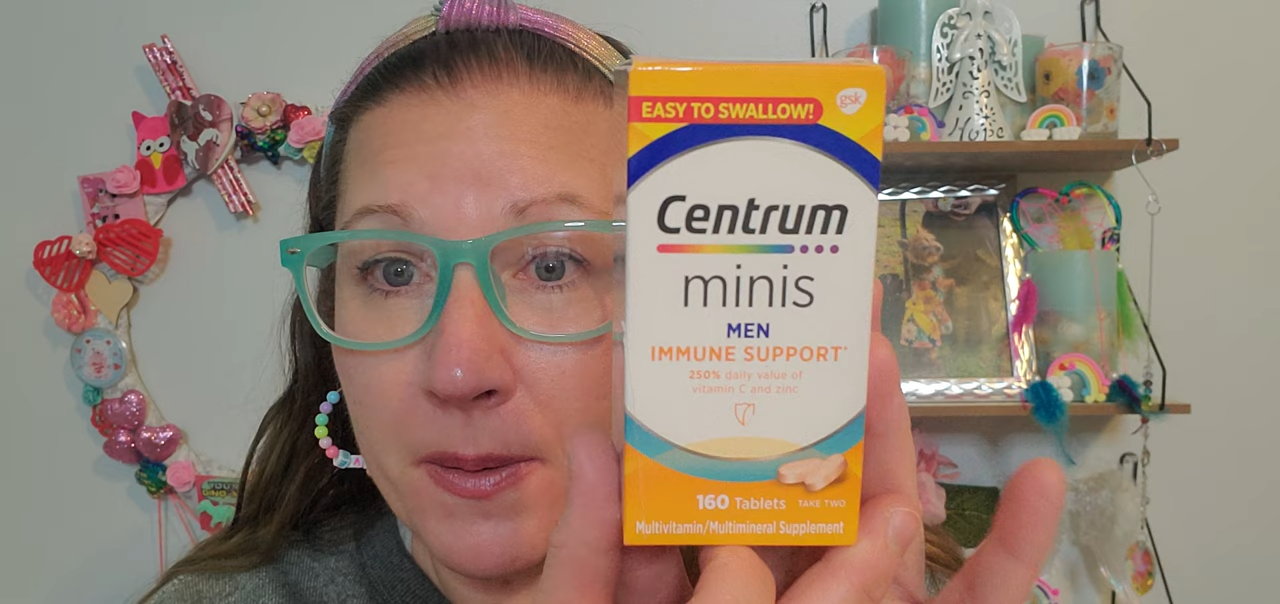 EASY TO SWALLOW!
gsk
Centrum
minis
MEN
IMMUNE SUPPORT*
250% daily value of
vitamin C and zinc
160 Tablets TAKE TWO
Multivitamin/Multimineral Supplement
Hope